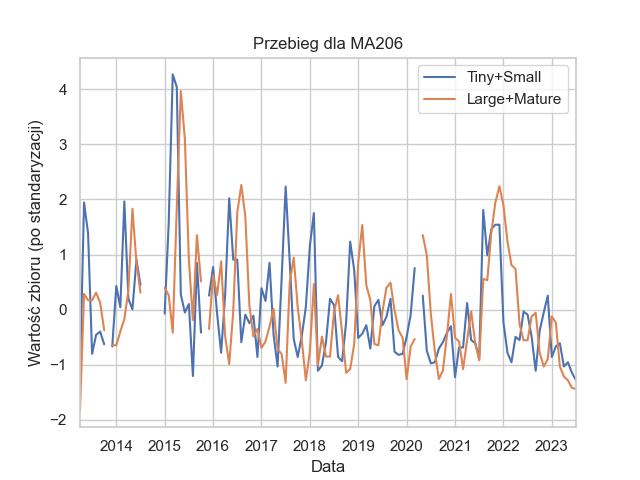 Przebieg dla MA206
Tiny+Small
Large+Mature
Wartość zbioru (po standaryzacji)
4
3
2
1
0
−1
−2
2014 2015 2016 2017 2018 2019 2020 2021 2022 2023
Data